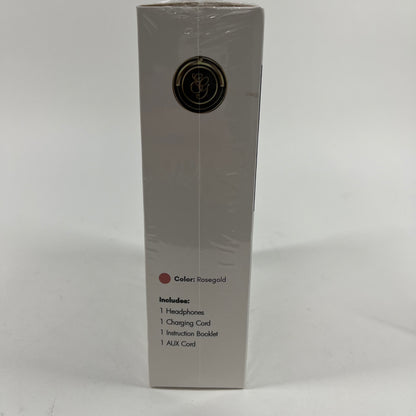 Color: Rosegold
Includes:
1 Headphones
1 Charging Cord
1 Instruction Booklet
1 AUX Cord